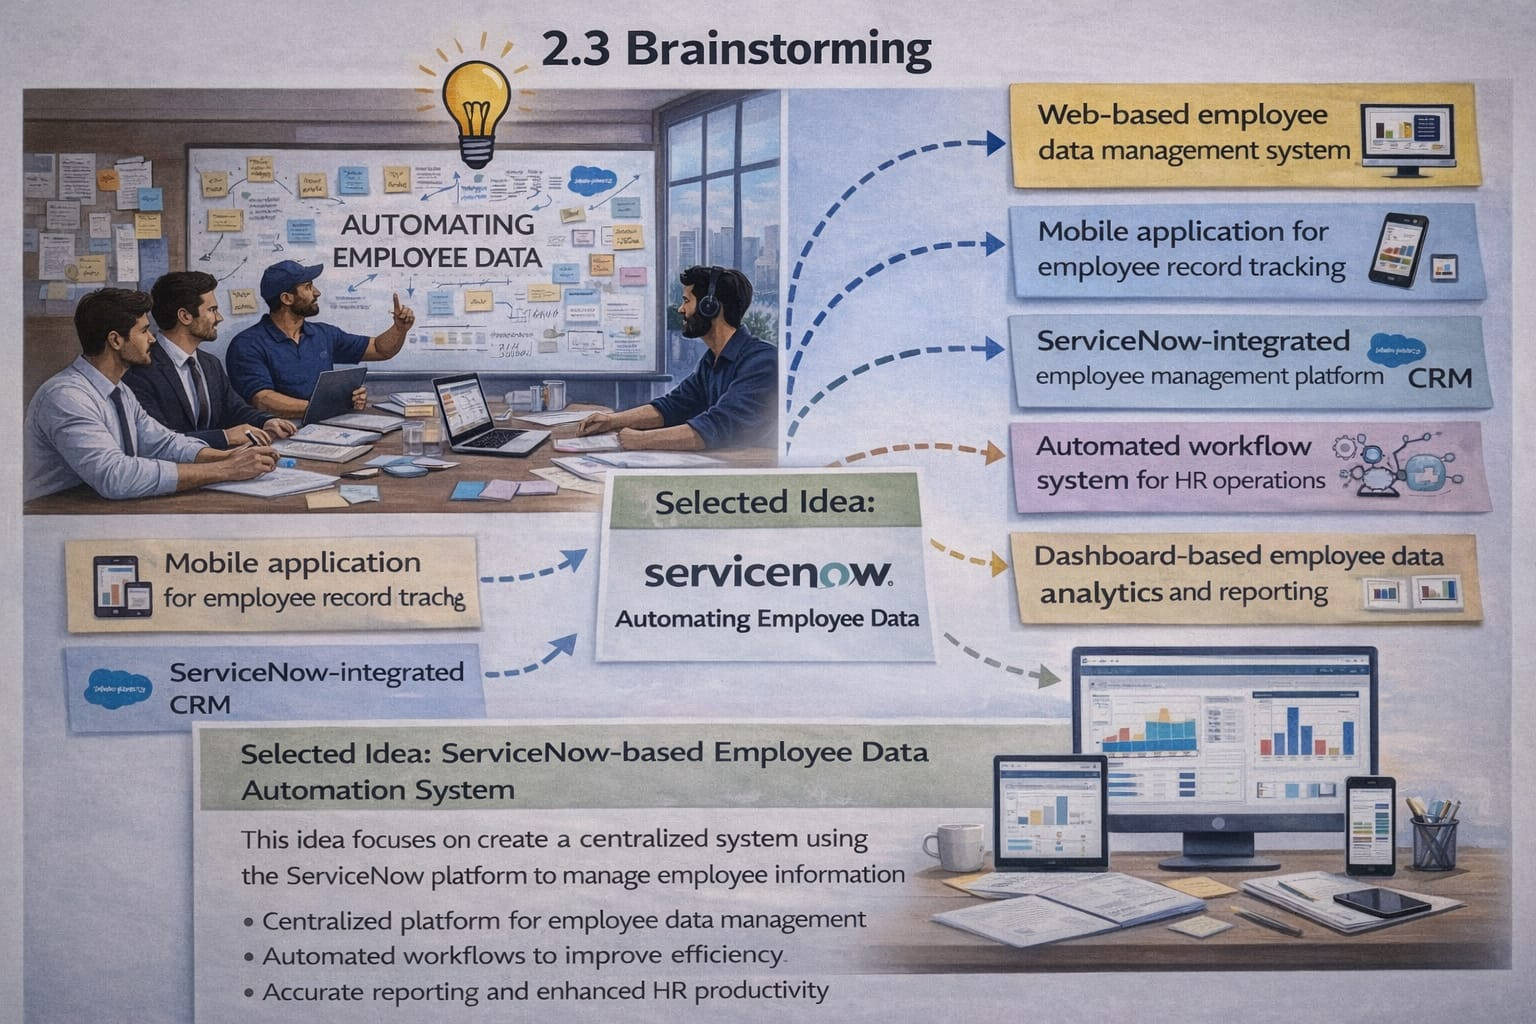 2.3 Brainstorming
AUTOMATING
EMPLOYEE DATA
Web-based employee
data management system
Mobile application for
employee record tracking
ServiceNow-integrated
employee management platform
CRM
Automated workflow
system for HR operations
Dashboard-based employee data
analytics and reporting
Selected Idea:
servicenow.
Automating Employee Data
Mobile application
for employee record trachg
ServiceNow-integrated
CRM
Selected Idea: ServiceNow-based Employee Data
Automation System
This idea focuses on create a centralized system using
the ServiceNow platform to manage employee information
• Centralized platform for employee data management
• Automated workflows to improve efficiency.
• Accurate reporting and enhanced HR productivity